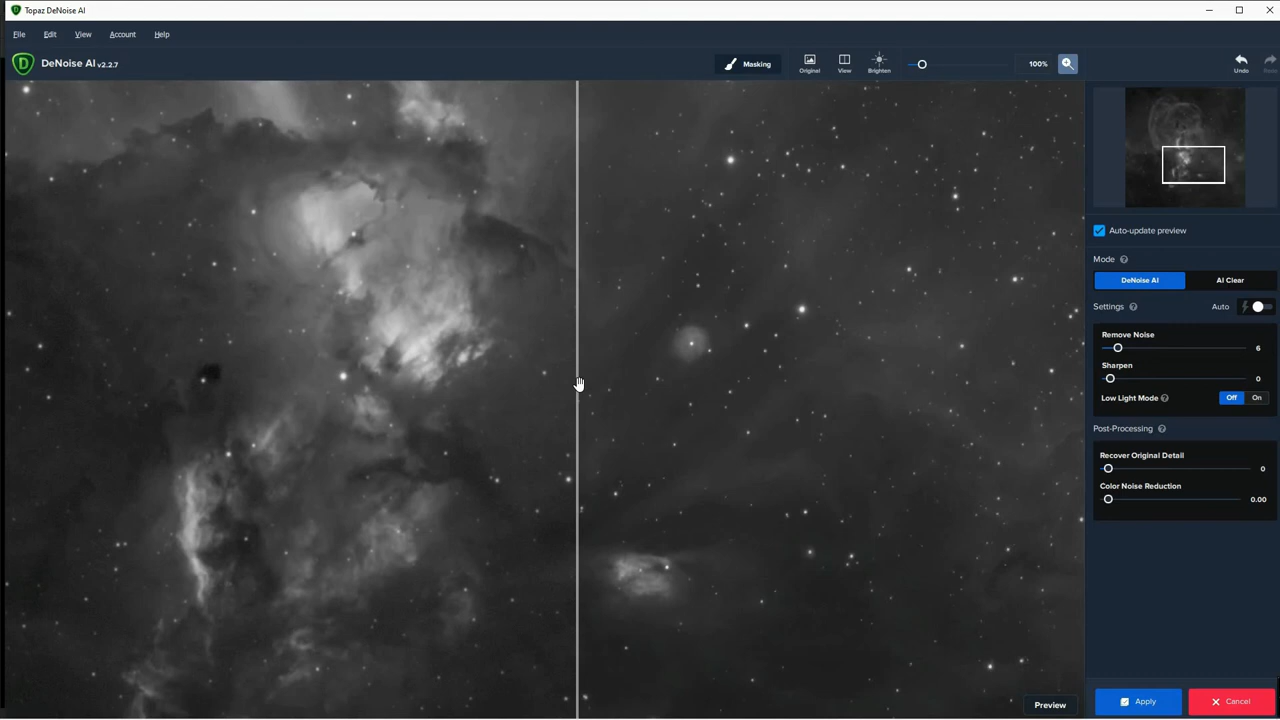 Topaz DeNoise AI
File Edit View Account Help
DeNoise AI v2.2.7
Masking
Original View Brighten
100%
Undo
Auto-update preview
Mode
DeNoise AI AI Clear
Settings Auto
Remove Noise
6
Sharpen
0
Low Light Mode Off On
Post-Processing
Recover Original Detail
0
Color Noise Reduction
0.00
Preview Apply Cancel